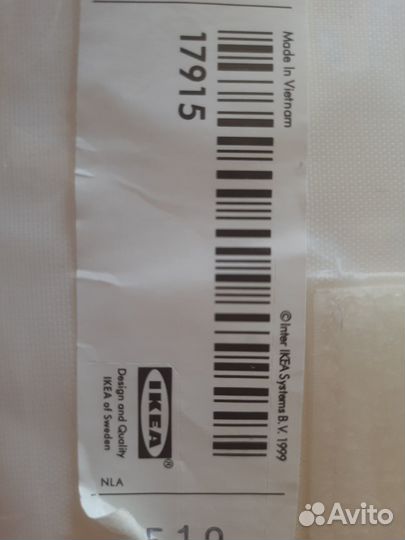 Made In Vietnam
© Inter IKEA Systems B.V. 1999
17915
IKEA®
Design and Quality
IKEA of Sweden
NLA
Avito